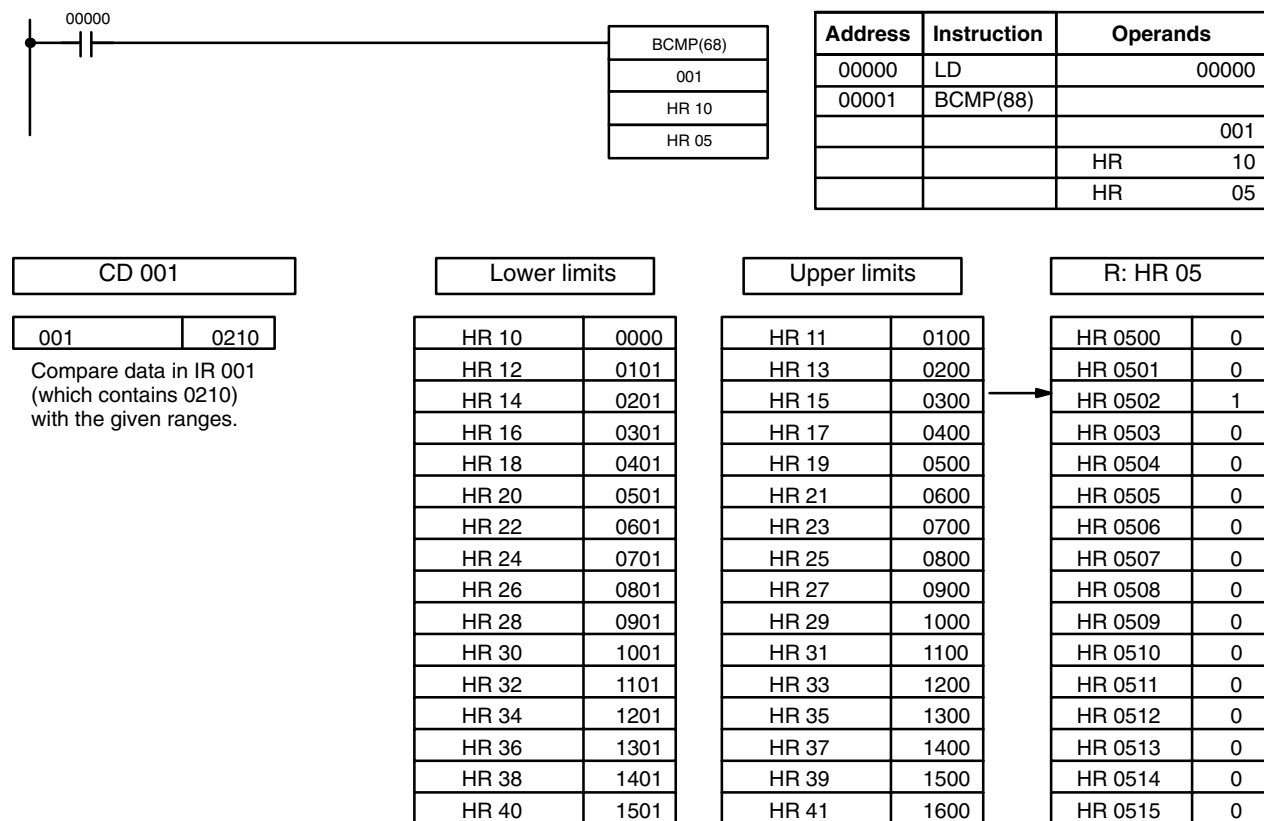 00000
BCMP(68)
001
HR 10
HR 05
Address Instruction Operands
00000 LD 00000
00001 BCMP(88)
001
HR 10
HR 05
CD 001 Lower limits Upper limits R: HR 05
001 0210 HR 10 0000 HR 11 0100 HR 0500 0
Compare data in IR 001
(which contains 0210)
with the given ranges.
HR 12 0101 HR 13 0200 HR 0501 0
HR 14 0201 HR 15 0300 HR 0502 1
HR 16 0301 HR 17 0400 HR 0503 0
HR 18 0401 HR 19 0500 HR 0504 0
HR 20 0501 HR 21 0600 HR 0505 0
HR 22 0601 HR 23 0700 HR 0506 0
HR 24 0701 HR 25 0800 HR 0507 0
HR 26 0801 HR 27 0900 HR 0508 0
HR 28 0901 HR 29 1000 HR 0509 0
HR 30 1001 HR 31 1100 HR 0510 0
HR 32 1101 HR 33 1200 HR 0511 0
HR 34 1201 HR 35 1300 HR 0512 0
HR 36 1301 HR 37 1400 HR 0513 0
HR 38 1401 HR 39 1500 HR 0514 0
HR 40 1501 HR 41 1600 HR 0515 0